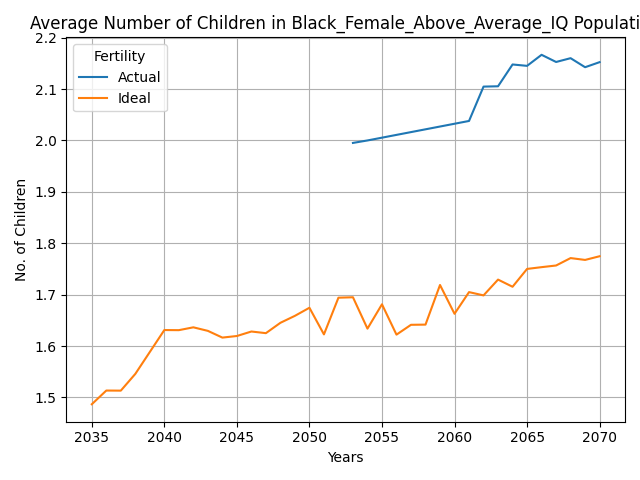 Average Number of Children in Black_Female_Above_Average_IQ Populati
2.2
2.1
2.0
1.9
1.8
1.7
1.6
1.5
No. of Children
Fertility
Actual
Ideal
2035 2040 2045 2050 2055 2060 2065 2070
Years